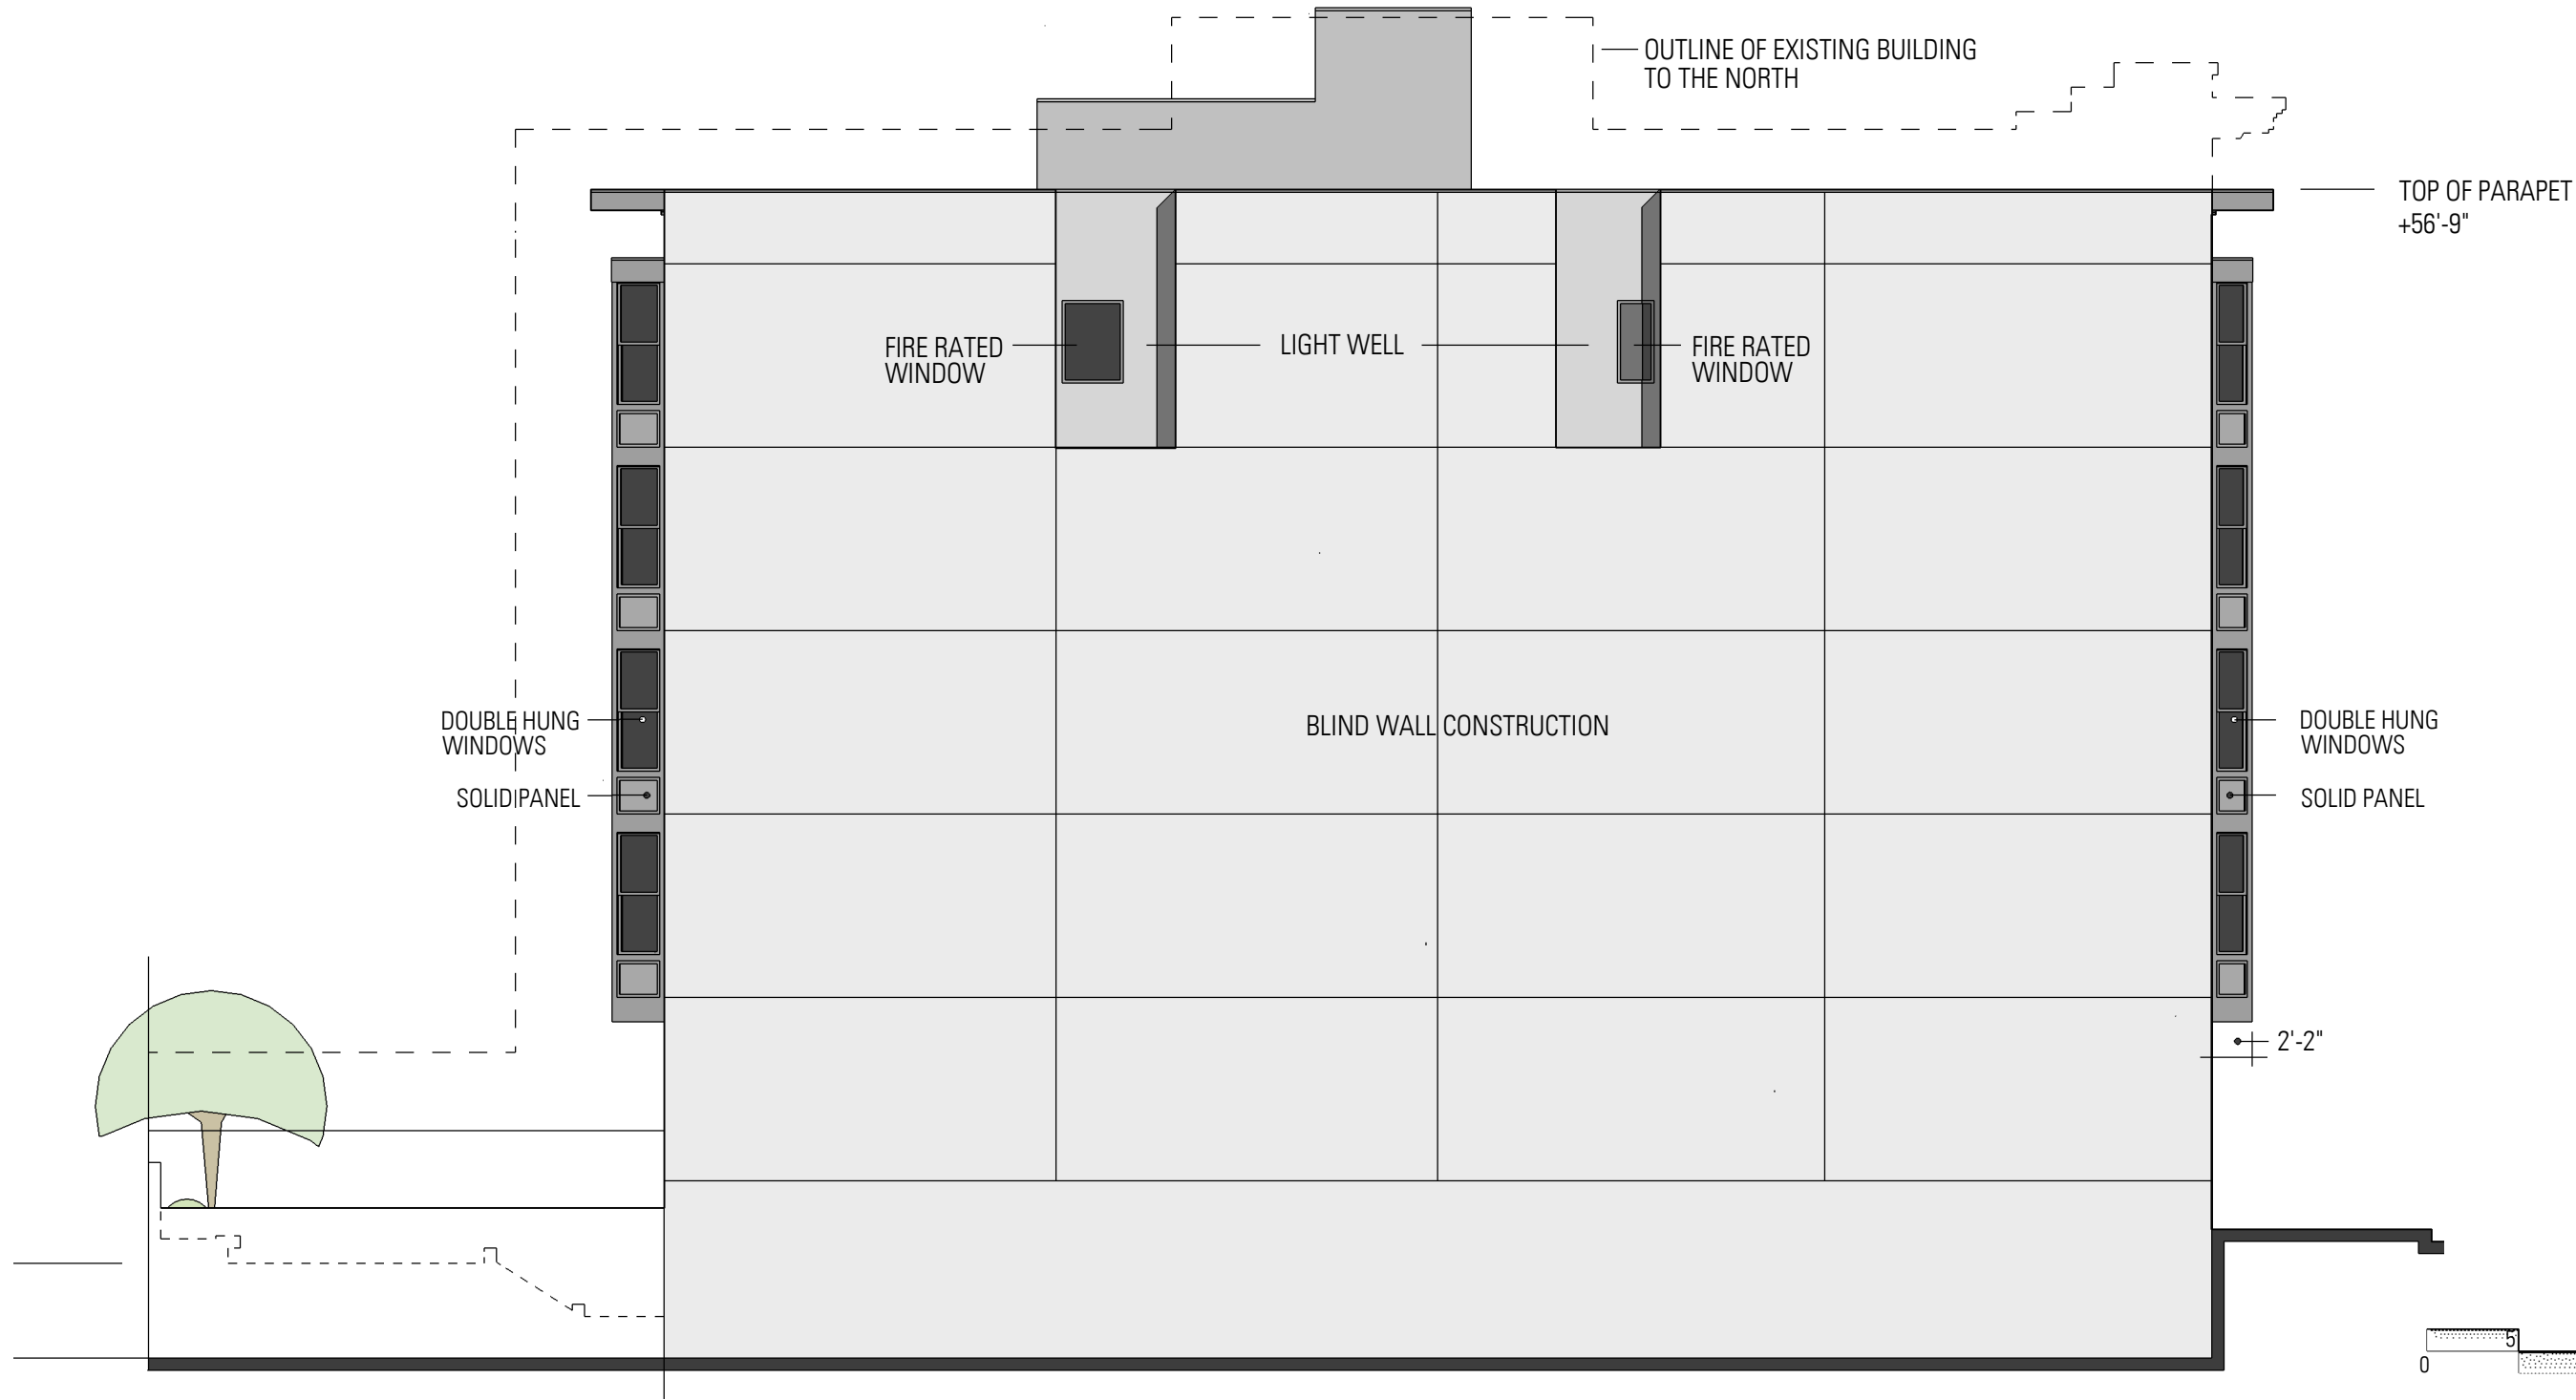 OUTLINE OF EXISTING BUILDING
TO THE NORTH
TOP OF PARAPET
+56'-9"
FIRE RATED
WINDOW
LIGHT WELL
FIRE RATED
WINDOW
DOUBLE HUNG
WINDOWS
SOLID PANEL
BLIND WALL CONSTRUCTION
DOUBLE HUNG
WINDOWS
SOLID PANEL
2'-2"
0 5